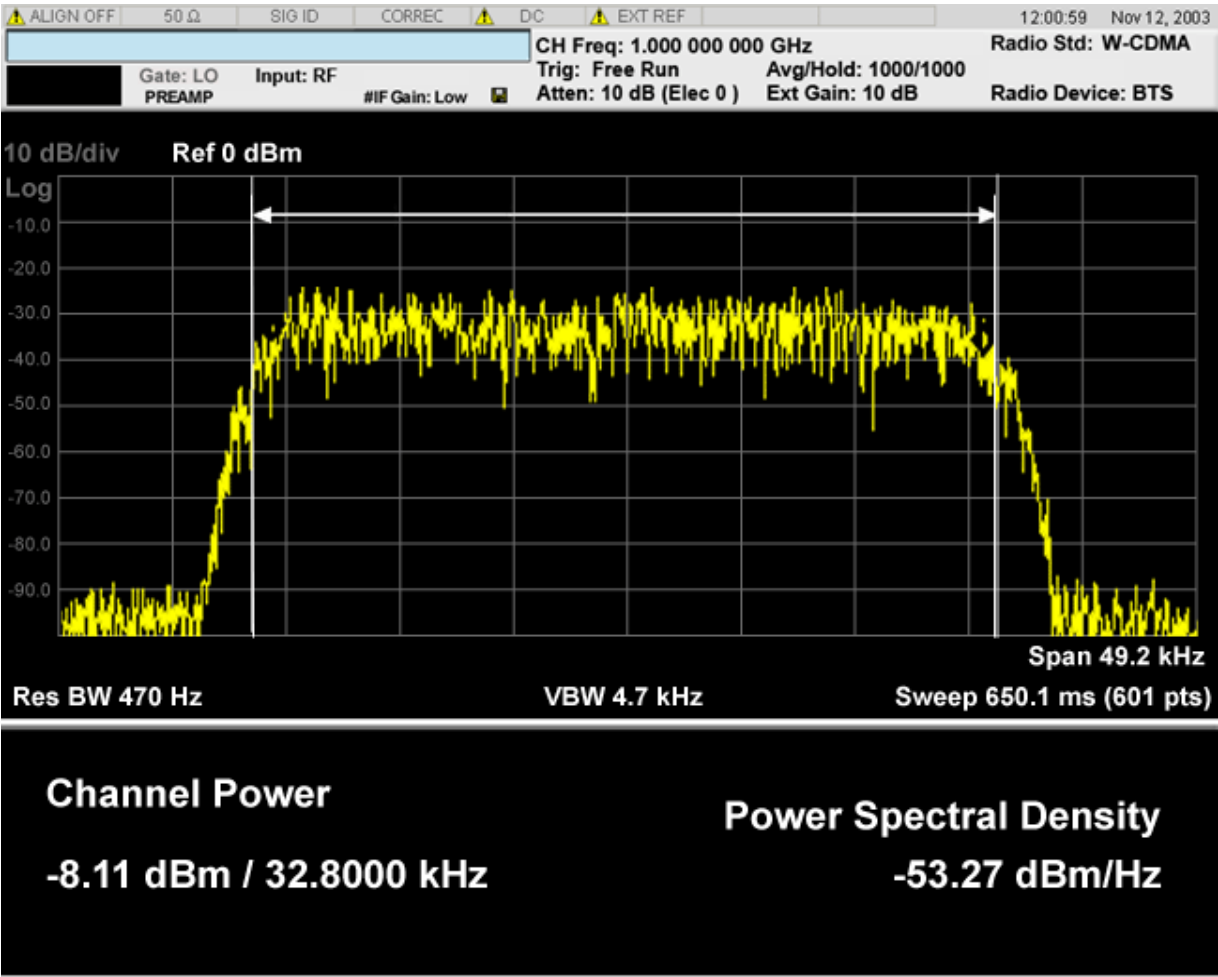 ALIGN OFF 50 Ω SIG ID CORREC DC EXT REF 12:00:59 Nov 12, 2003
CH Freq: 1.000 000 000 GHz Radio Std: W-CDMA
Gate: LO Input: RF Trig: Free Run Avg/Hold: 1000/1000
PREAMP #IF Gain: Low Atten: 10 dB (Elec 0 ) Ext Gain: 10 dB Radio Device: BTS
10 dB/div Ref 0 dBm
Log
-10.0
-20.0
-30.0
-40.0
-50.0
-60.0
-70.0
-80.0
-90.0
Span 49.2 kHz
Res BW 470 Hz VBW 4.7 kHz Sweep 650.1 ms (601 pts)
Channel Power
Power Spectral Density
-8.11 dBm / 32.8000 kHz -53.27 dBm/Hz